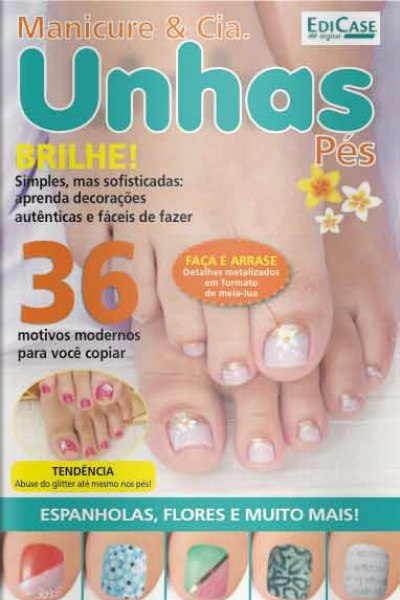 Manicure & Cia.
EDICASE
Unhas
Pés
BRILHE!
Simples, mas sofisticadas:
aprenda decorações
autênticas e fáceis de fazer
36
motivos modernos
para você copiar
FAÇA E ARRASE
Detalhes metalizados
em formato
de meia-lua
TENDÊNCIA
Abuse do glitter até mesmo nos pés!
ESPANHOLAS, FLORES E MUITO MAIS!